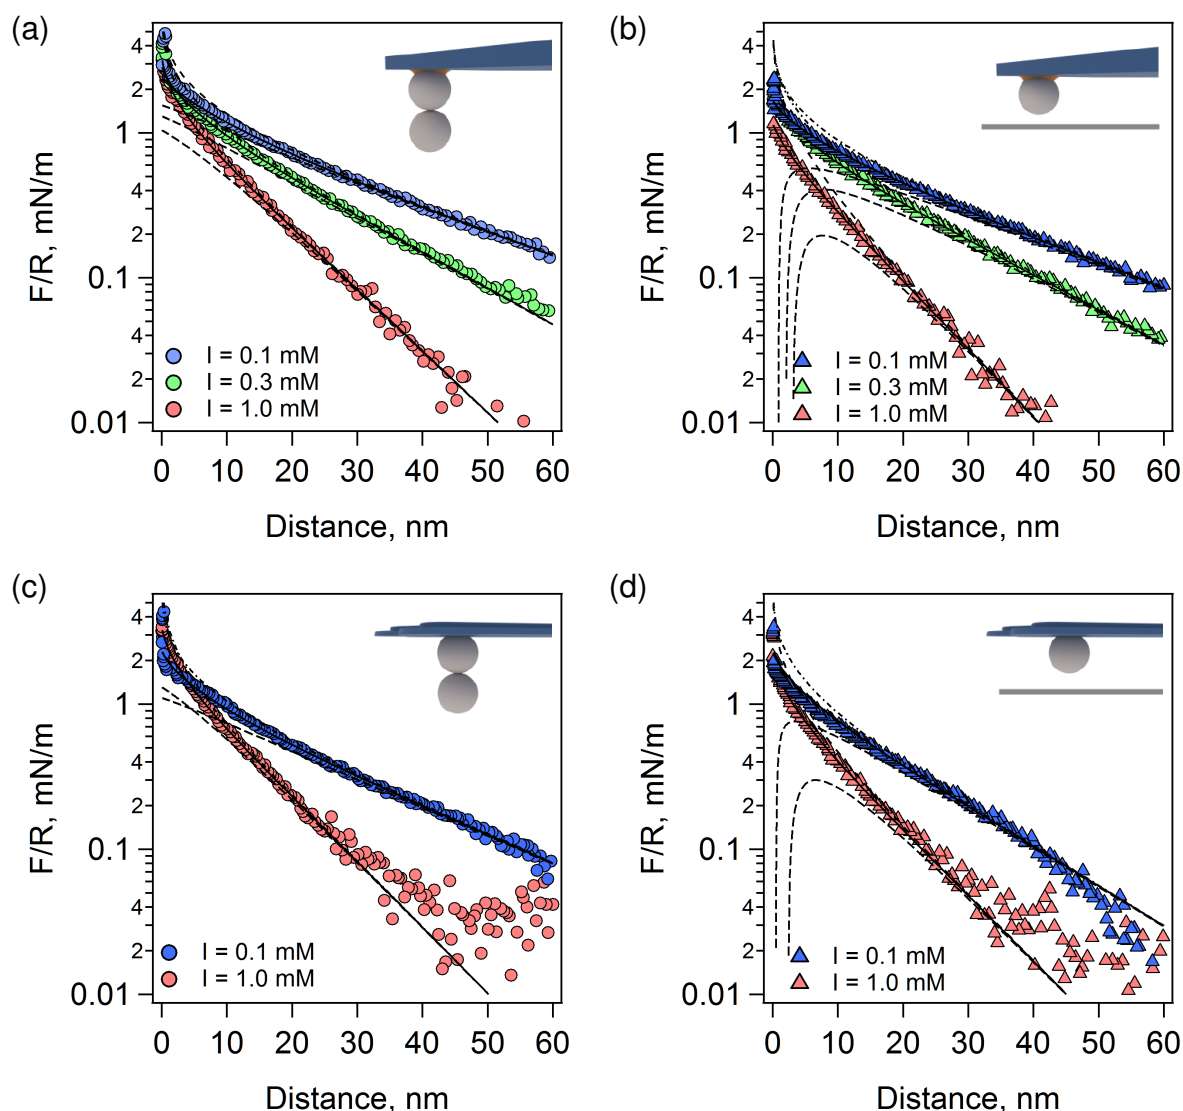 (a)
F/R, mN/m
4
2
1
4
2
0.1
4
2
0.01
I = 0.1 mM
I = 0.3 mM
I = 1.0 mM
0 10 20 30 40 50 60
Distance, nm
(b)
F/R, mN/m
4
2
1
4
2
0.1
4
2
0.01
I = 0.1 mM
I = 0.3 mM
I = 1.0 mM
0 10 20 30 40 50 60
Distance, nm
(c)
F/R, mN/m
4
2
1
4
2
0.1
4
2
0.01
I = 0.1 mM
I = 1.0 mM
0 10 20 30 40 50 60
Distance, nm
(d)
F/R, mN/m
4
2
1
4
2
0.1
4
2
0.01
I = 0.1 mM
I = 1.0 mM
0 10 20 30 40 50 60
Distance, nm